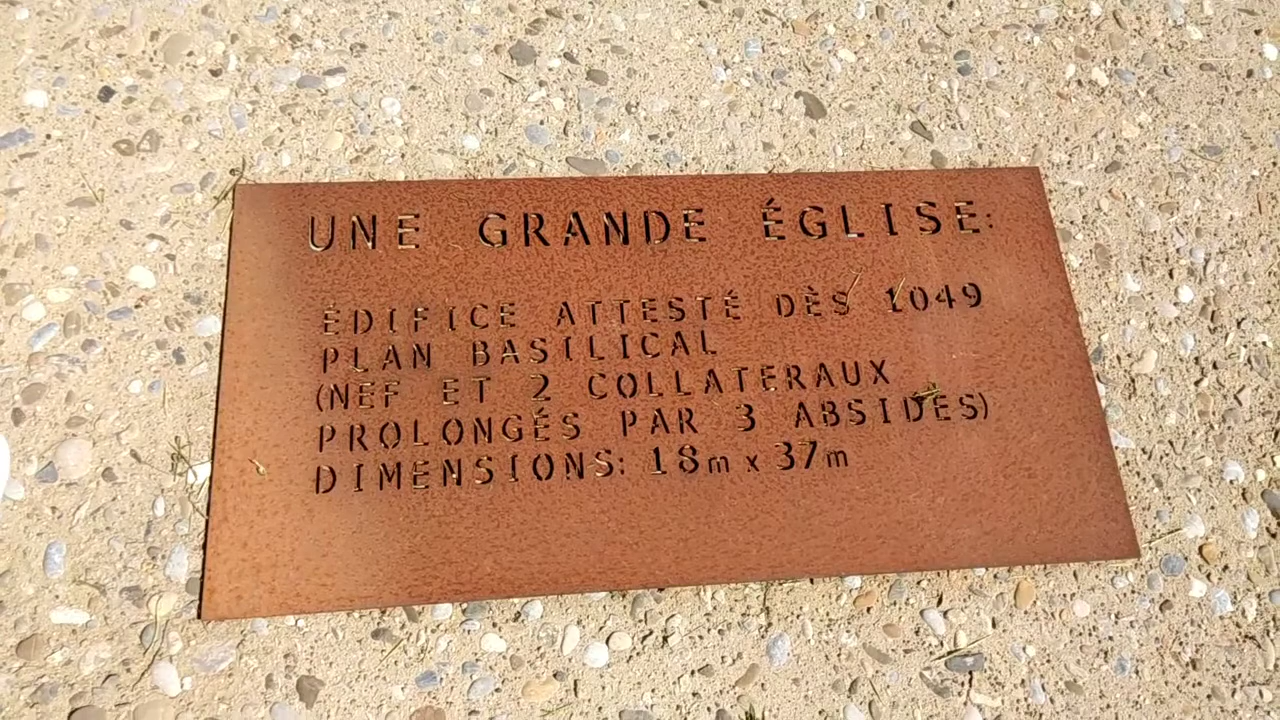 UNE GRANDE ÉGLISE:
ÉDIFICE ATTESTÉ DÈS 1049
PLAN BASILICAL
(NEF ET 2 COLLATERAUX
PROLONGÉS PAR 3 ABSIDES)
DIMENSIONS: 18m x 37m